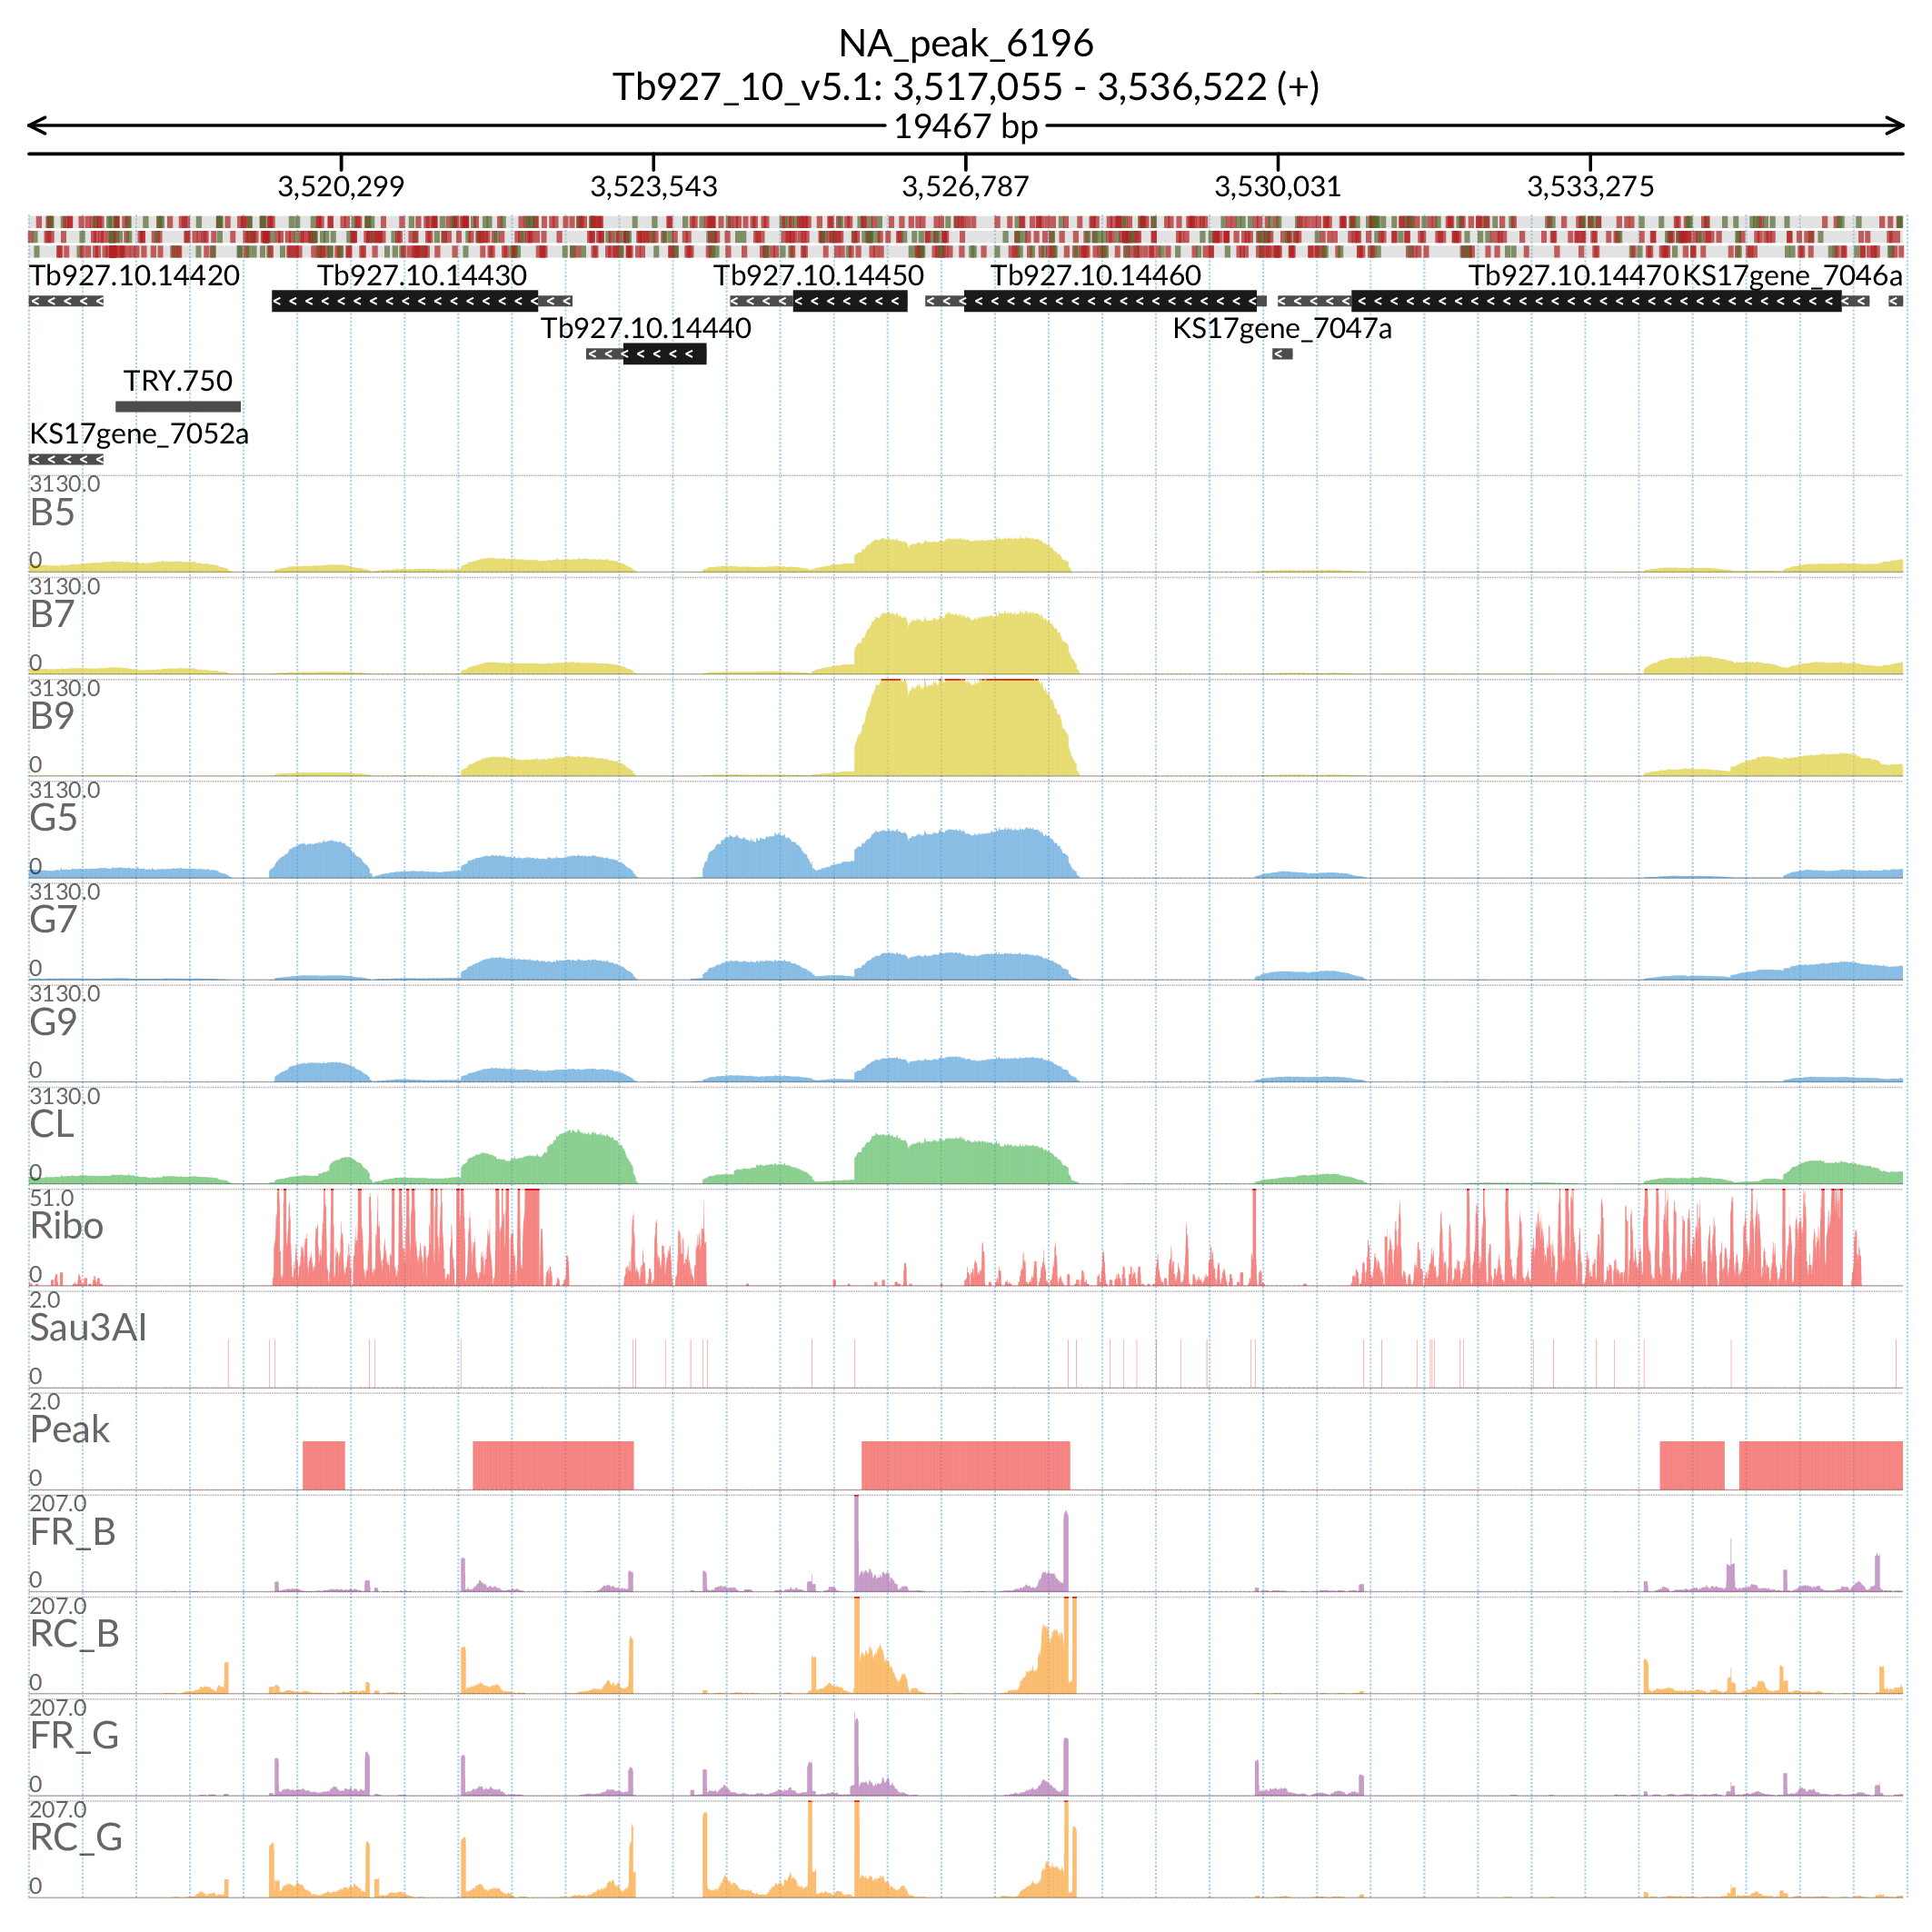 NA_peak_6196
Tb927_10_v5.1: 3,517,055 - 3,536,522 (+)
19467 bp
3,520,299 3,523,543 3,526,787 3,530,031 3,533,275
Tb927.10.14420 Tb927.10.14430 Tb927.10.14450 Tb927.10.14460 Tb927.10.14470 KS17gene_7046a
Tb927.10.14440 KS17gene_7047a
TRY.750
KS17gene_7052a
3130.0
B5
0
3130.0
B7
0
3130.0
B9
0
3130.0
G5
0
3130.0
G7
0
3130.0
G9
0
3130.0
CL
0
51.0
Ribo
0
2.0
Sau3AI
0
2.0
Peak
0
207.0
FR_B
0
207.0
RC_B
0
207.0
FR_G
0
207.0
RC_G
0